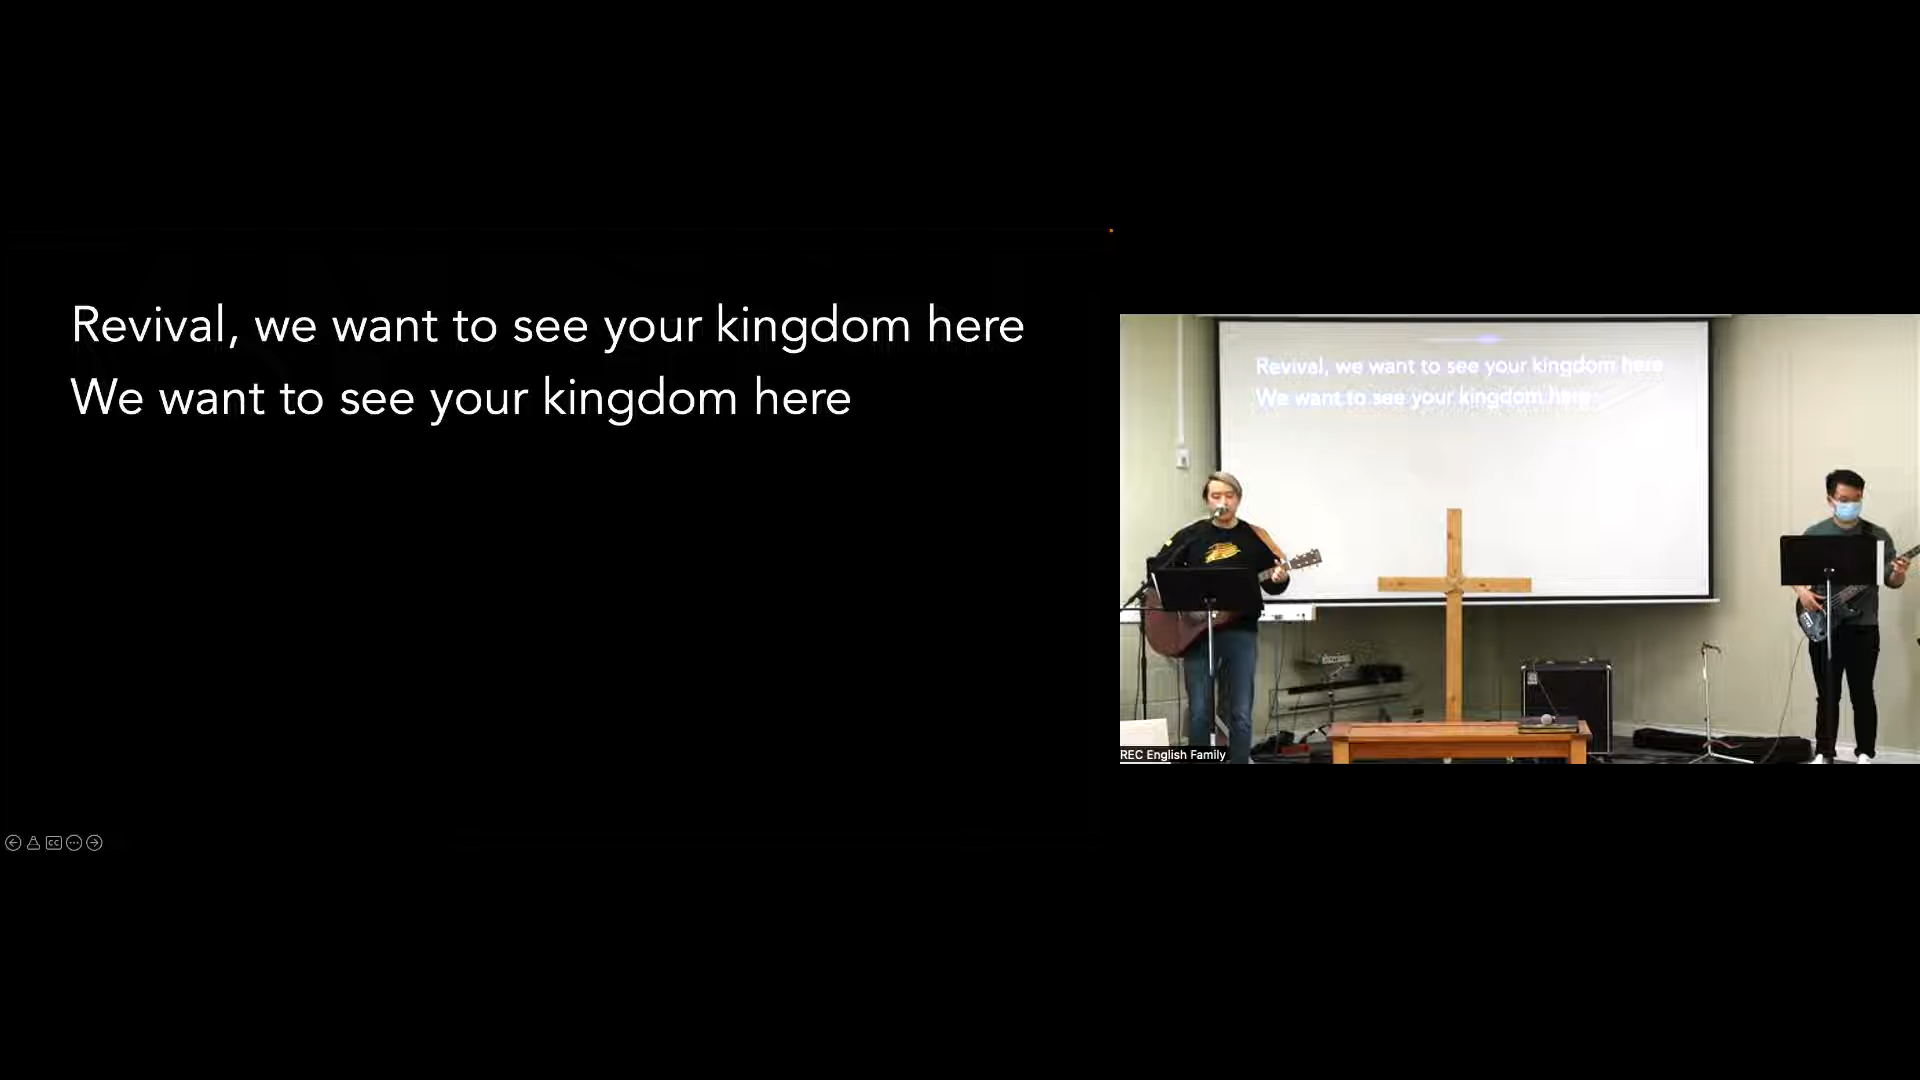 Revival, we want to see your kingdom here
We want to see your kingdom here
Revival, we want to see your kingdom here
We want to see your kingdom here
REC English Family